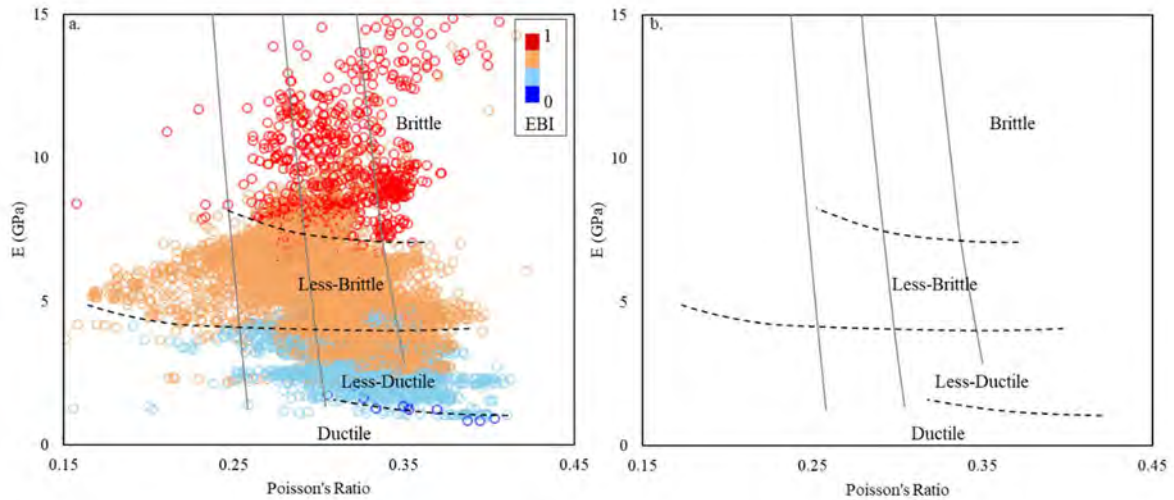 15
a.
1
0
EBI
Brittle
10
E (GPa)
Less-Brittle
5
Less-Ductile
Ductile
0
0.15
0.25
0.35
0.45
Poisson's Ratio
15
b.
Brittle
10
E (GPa)
Less-Brittle
5
Less-Ductile
Ductile
0
0.15
0.25
0.35
0.45
Poisson's Ratio